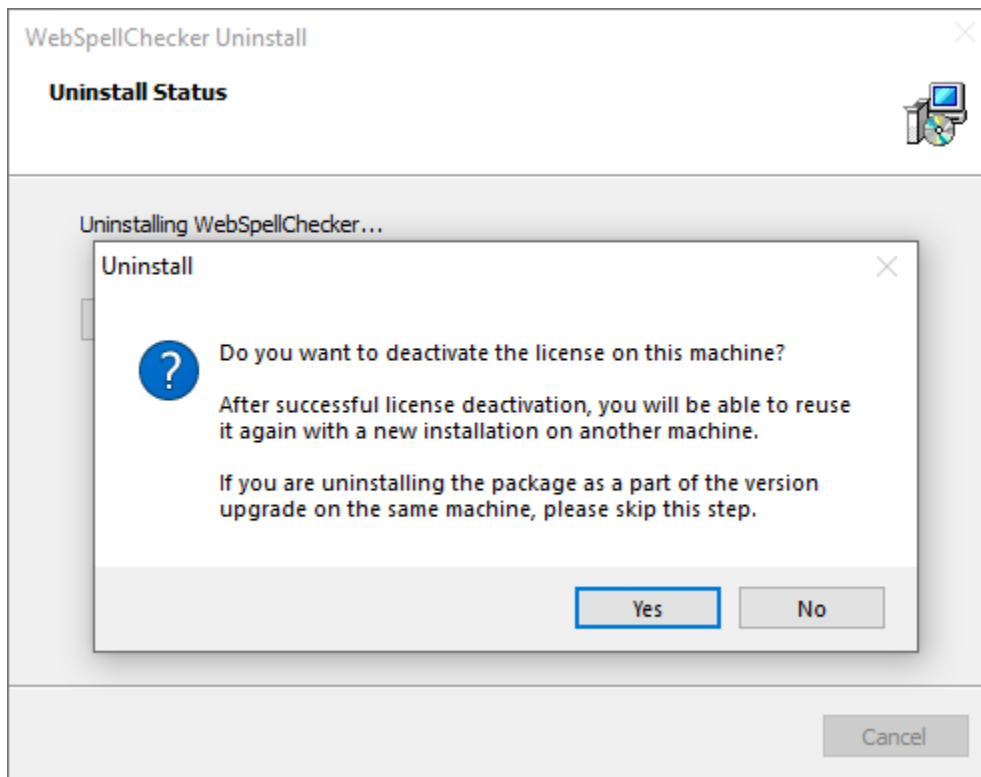 WebSpellChecker Uninstall
Uninstall Status
Uninstalling WebSpellChecker...
Uninstall
Do you want to deactivate the license on this machine?
After successful license deactivation, you will be able to reuse
it again with a new installation on another machine.
If you are uninstalling the package as a part of the version
upgrade on the same machine, please skip this step.
Yes
No
Cancel